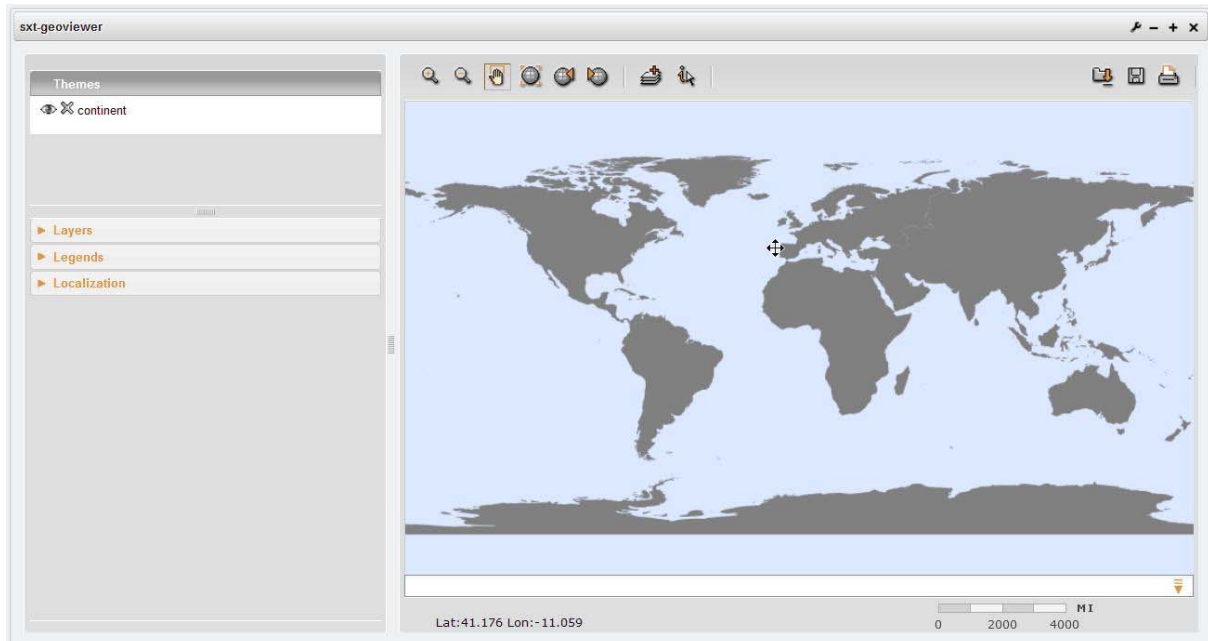 sxt-geoviewer
Themes
continent
Layers
Legends
Localization
Lat:41.176 Lon:-11.059
MI
0 2000 4000